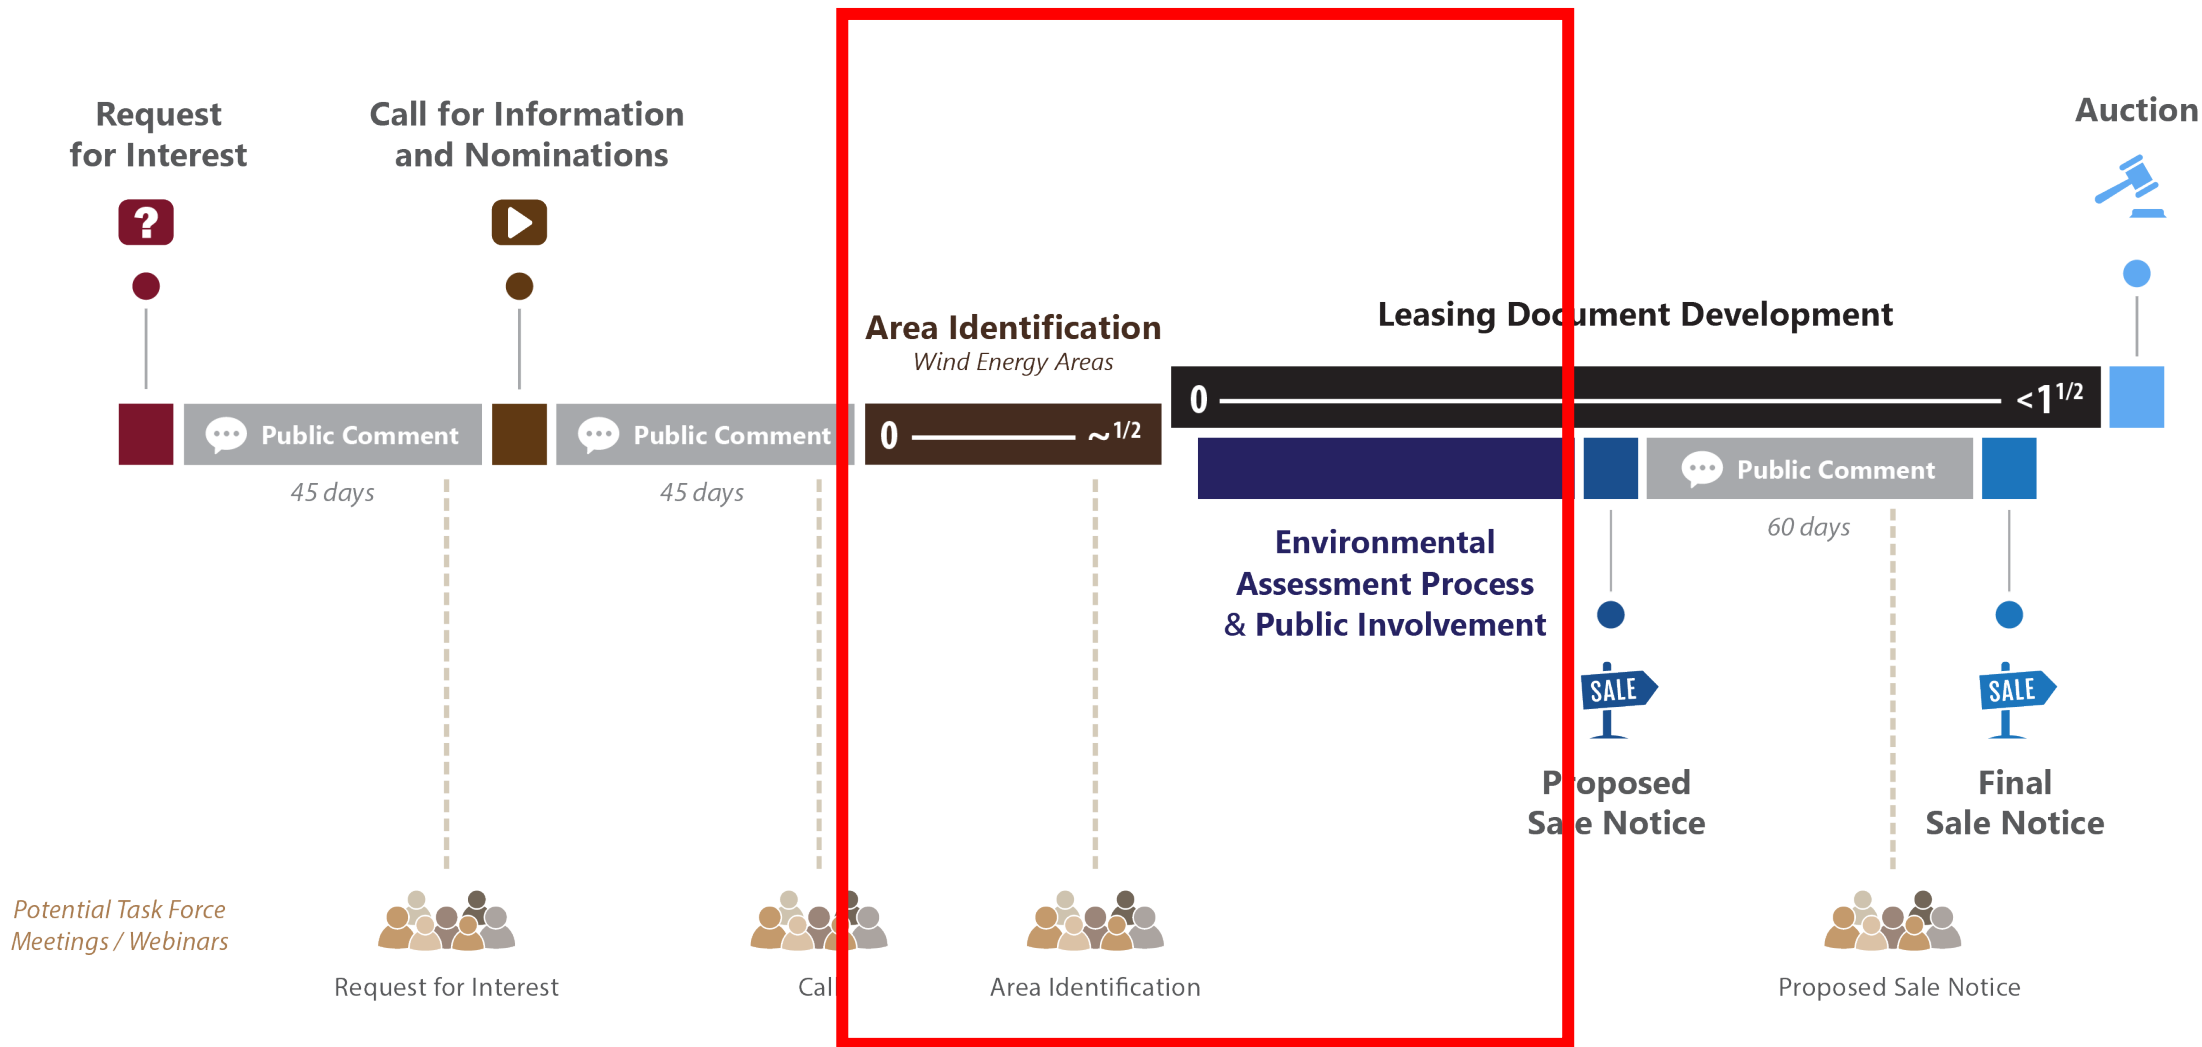 Request
for Interest
?
Call for Information
and Nominations
Auction
Area Identification
Wind Energy Areas
Leasing Document Development
0
<1 1/2
Public Comment
45 days
Public Comment
45 days
0
~1/2
Public Comment
60 days
Environmental
Assessment Process
& Public Involvement
SALE
Proposed
Sale Notice
SALE
Final
Sale Notice
Potential Task Force
Meetings / Webinars
Request for Interest
Call
Area Identification
Proposed Sale Notice